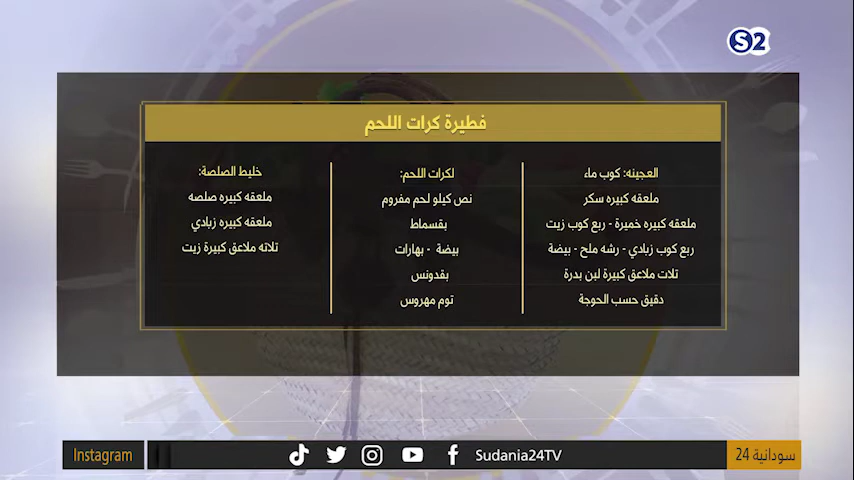 S2
فطيرة كرات اللحم
العجينه: كوب ماء
ملعقه كبيره سكر
ملعقه كبيره خميرة - ربع كوب زيت
ربع كوب زبادي - رشه ملح - بيضة
تلات ملاعق كبيرة لبن بدرة
دقيق حسب الحوجة
لكرات اللحم:
نص كيلو لحم مفروم
بقسماط
بيضة - بهارات
بقدونس
توم مهروس
خليط الصلصة:
ملعقه كبيره صلصه
ملعقه كبيره زبادي
تلاته ملاعق كبيرة زيت
Instagram
Sudania24TV
سودانية 24